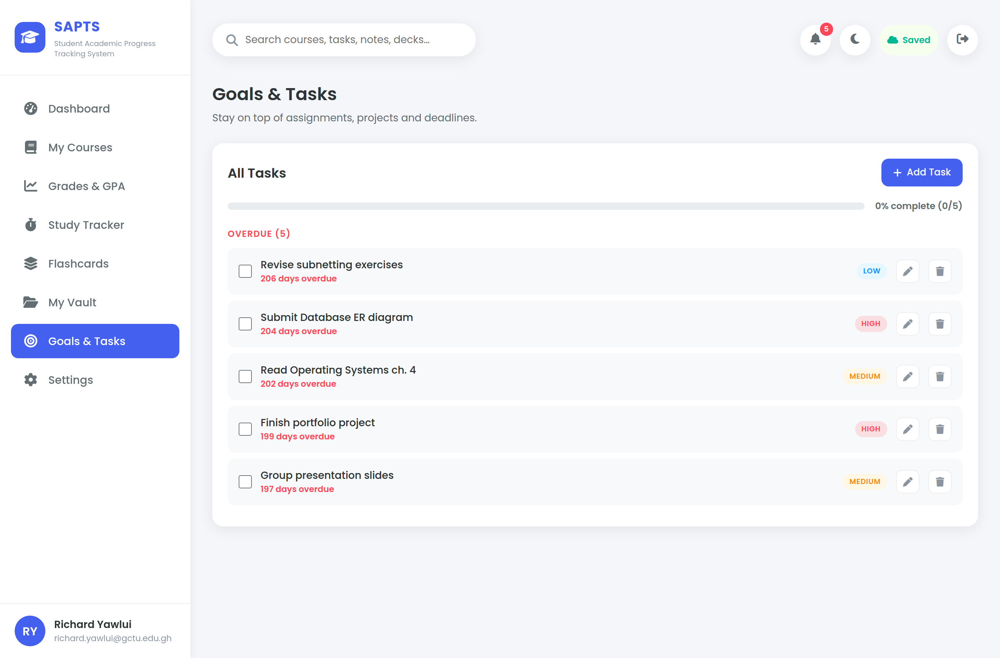 SAPTS
Student Academic Progress
Tracking System
Dashboard
My Courses
Grades & GPA
Study Tracker
Flashcards
My Vault
Goals & Tasks
Settings
RY
Richard Yawlui
richard.yawlui@gctu.edu.gh
Search courses, tasks, notes, decks...
5
Saved
Goals & Tasks
Stay on top of assignments, projects and deadlines.
All Tasks
Add Task
0% complete (0/5)
OVERDUE (5)
Revise subnetting exercises
206 days overdue
LOW
Submit Database ER diagram
204 days overdue
HIGH
Read Operating Systems ch. 4
202 days overdue
MEDIUM
Finish portfolio project
199 days overdue
HIGH
Group presentation slides
197 days overdue
MEDIUM